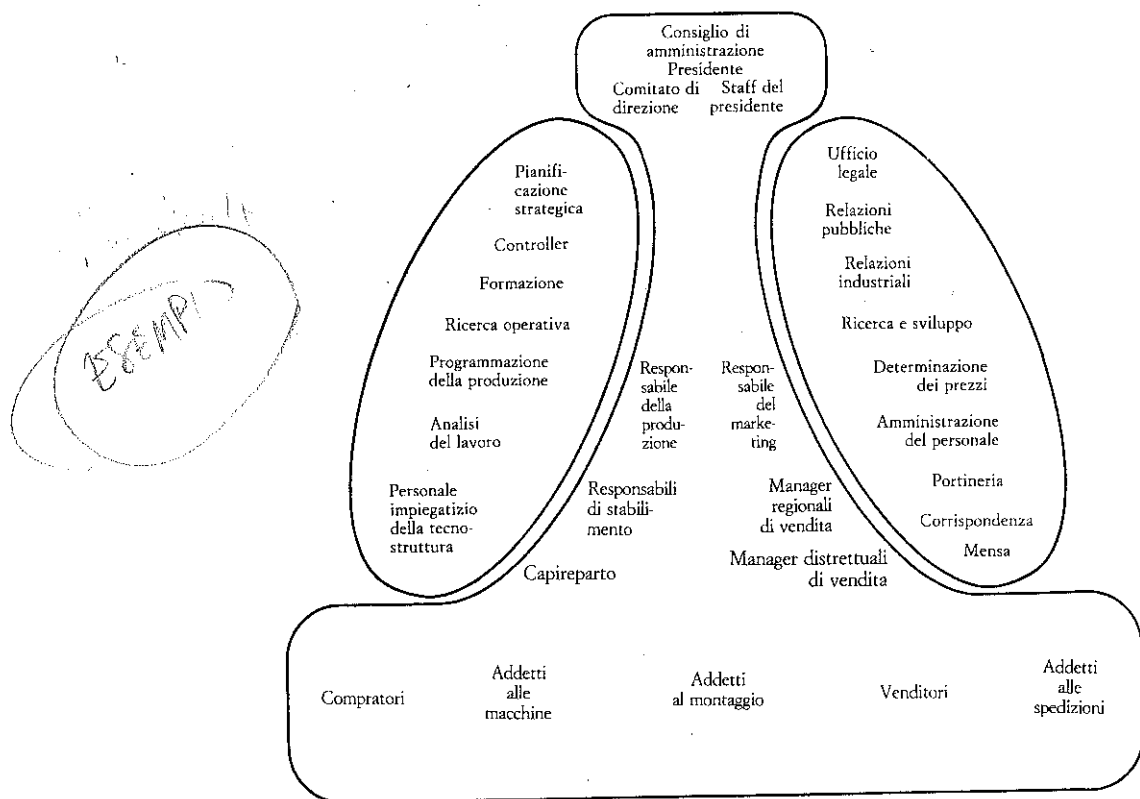 Consiglio di
amministrazione
Presidente
Comitato di direzione
Staff del presidente
Pianifi-
cazione
strategica
Controller
Formazione
Ricerca operativa
Programmazione
della produzione
Analisi
del lavoro
Personale
impiegatizio
della tecno-
struttura
ESEMPI
Respon-
sabile
della
produ-
zione
Respon-
sabile
del
marke-
ting
Responsabili
di stabili-
mento
Manager
regionali
di vendita
Capireparto
Manager distrettuali
di vendita
Ufficio
legale
Relazioni
pubbliche
Relazioni
industriali
Ricerca e sviluppo
Determinazione
dei prezzi
Amministrazione
del personale
Portineria
Corrispondenza
Mensa
Compratori
Addetti
alle
macchine
Addetti
al montaggio
Venditori
Addetti
alle
spedizioni